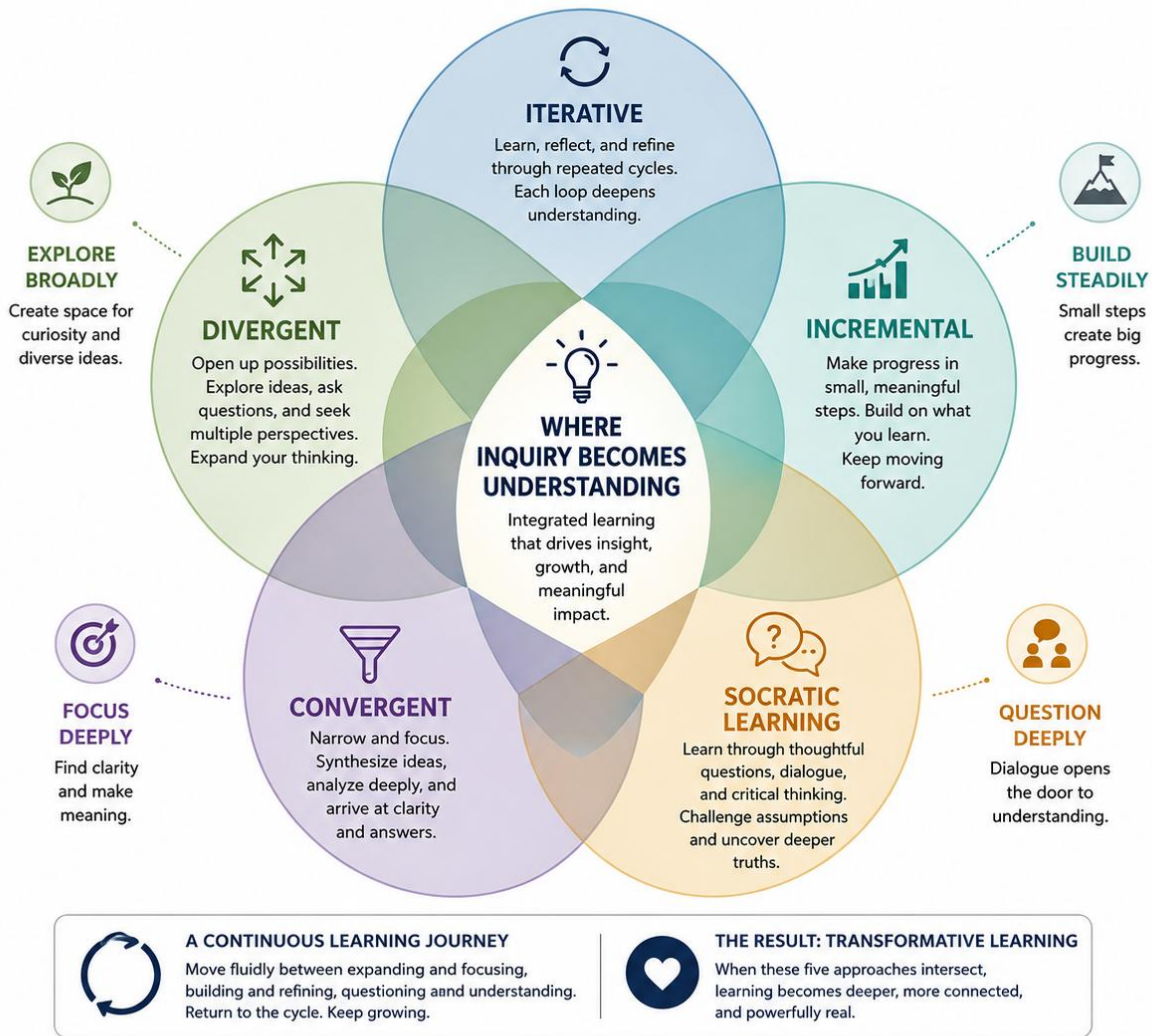 ITERATIVE
Learn, reflect, and refine
through repeated cycles.
Each loop deepens
understanding.
EXPLORE
BROADLY
Create space for
curiosity and
diverse ideas.
DIVERGENT
Open up possibilities.
Explore ideas, ask
questions, and seek
multiple perspectives.
Expand your thinking.
INCREMENTAL
Make progress in
small, meaningful
steps. Build on what
you learn.
Keep moving
forward.
BUILD
STEADILY
Small steps
create big
progress.
WHERE
INQUIRY BECOMES
UNDERSTANDING
Integrated learning
that drives insight,
growth, and
meaningful
impact.
FOCUS
DEEPLY
Find clarity
and make
meaning.
CONVERGENT
Narrow and focus.
Synthesize ideas,
analyze deeply, and
arrive at clarity
and answers.
?
SOCRATIC
LEARNING
Learn through thoughtful
questions, dialogue,
and critical thinking.
Challenge assumptions
and uncover deeper
truths.
QUESTION
DEEPLY
Dialogue opens
the door to
understanding.
A CONTINUOUS LEARNING JOURNEY
Move fluidly between expanding and focusing,
building and refining, questioning aand understanding.
Return to the cycle. Keep growing.
THE RESULT: TRANSFORMATIVE LEARNING
When these five approaches intersect,
learning becomes deeper, more connected,
and powerfully real.